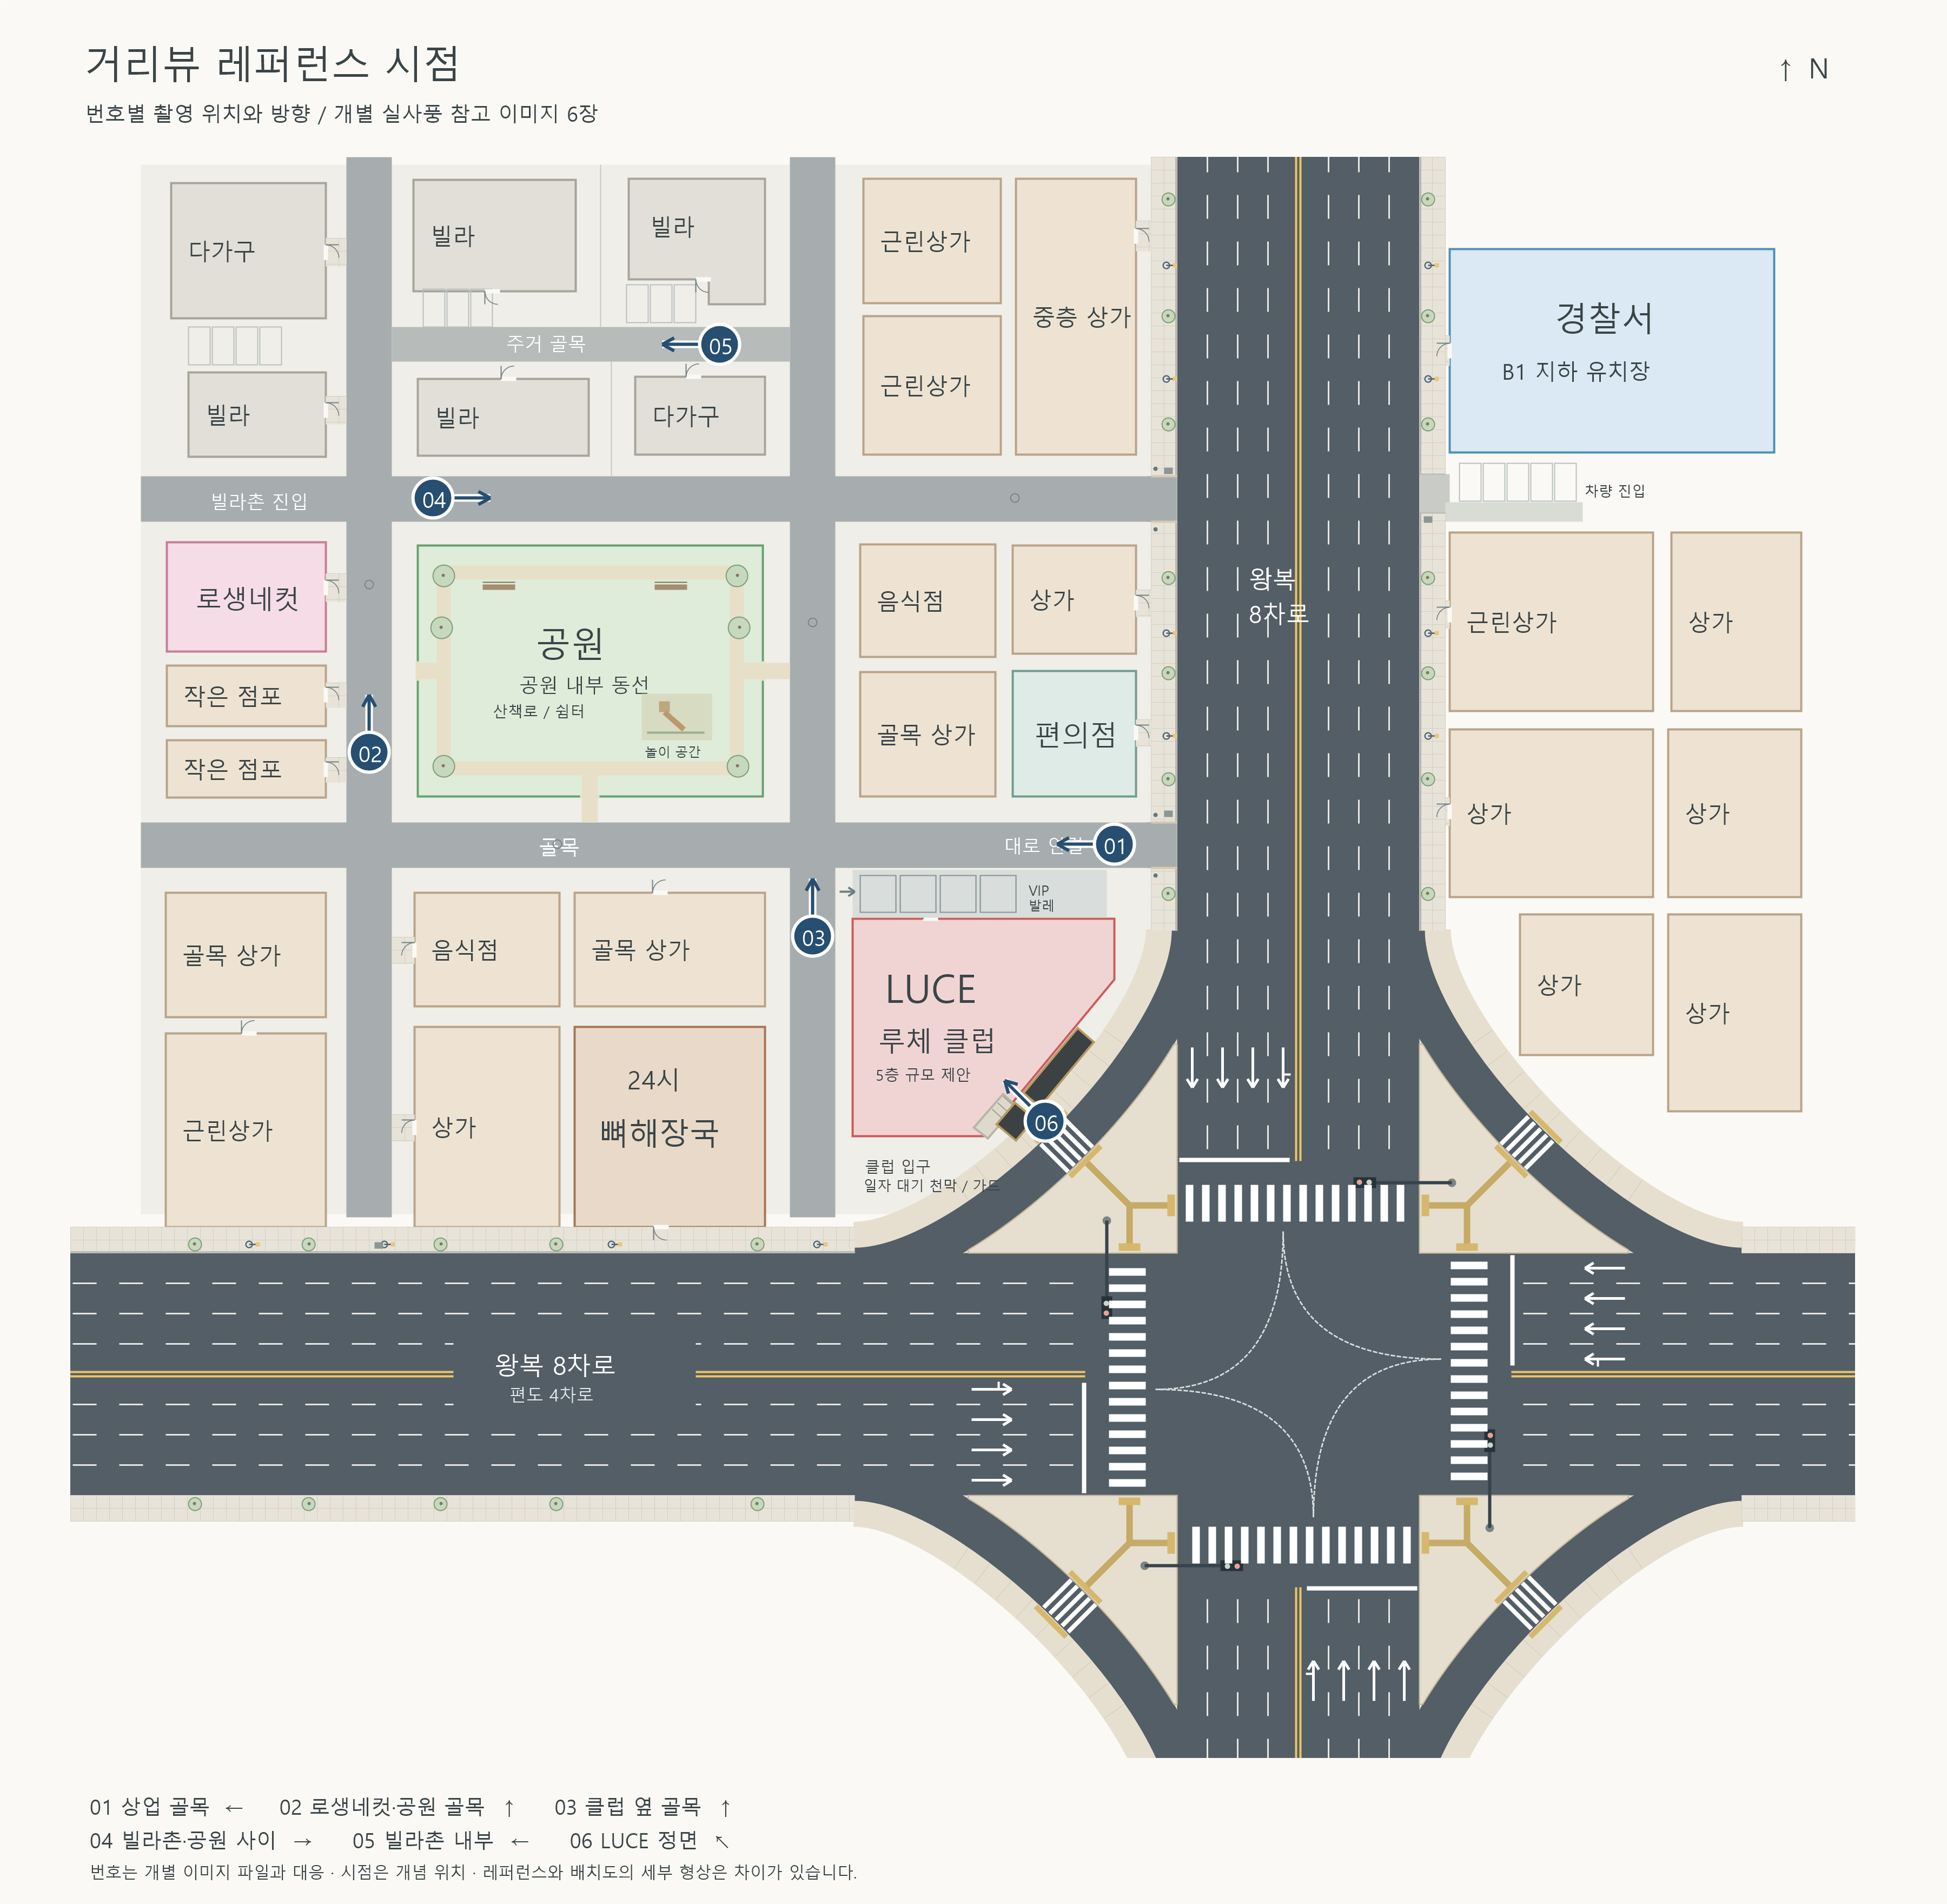 거리뷰 레퍼런스 시점
↑ N
번호별 촬영 위치와 방향 / 개별 실사풍 참고 이미지 6장
다가구
빌라
빌라
근린상가
중층 상가
경찰서
B1 지하 유치장
주거 골목
05
빌라
빌라
다가구
근린상가
빌라촌 진입
04
차량 진입
로생네컷
공원
공원 내부 동선
산책로 / 쉼터
놀이 공간
음식점
상가
왕복
8차로
근린상가
상가
작은 점포
02
작은 점포
골목 상가
편의점
상가
상가
골목
대로
01
VIP
발레
03
골목 상가
음식점
골목 상가
LUCE
루체 클럽
5층 규모 제안
상가
상가
근린상가
상가
24시
뼈해장국
06
클럽 입구
일자 대기 천막 / 가드
왕복 8차로
편도 4차로
01 상업 골목 ← 02 로생네컷·공원 골목 ↑ 03 클럽 옆 골목 ↑
04 빌라촌·공원 사이 → 05 빌라촌 내부 ← 06 LUCE 정면 ↖
번호는 개별 이미지 파일과 대응 · 시점은 개념 위치 · 레퍼런스와 배치도의 세부 형상은 차이가 있습니다.